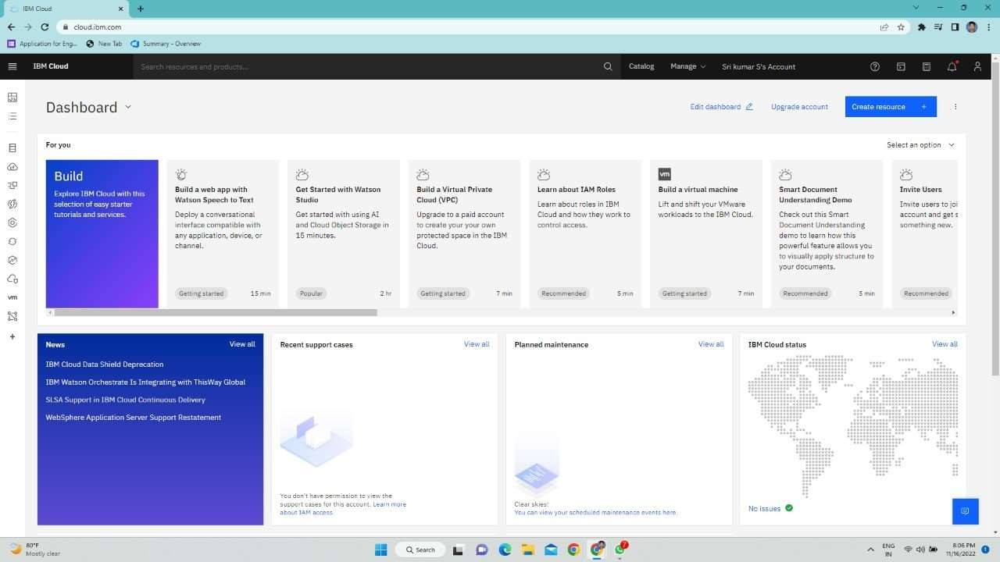 IBM Cloud
cloud.ibm.com
Application for Eng... New Tab Summary - Overview
IBM Cloud Search resources and products... Catalog Manage Sri kumar S's Account
Dashboard Edit dashboard Upgrade account Create resource +
For you Select an option
Build
Explore IBM Cloud with this
selection of easy starter
tutorials and services.
Build a web app with
Watson Speech to Text
Deploy a conversational
interface compatible with
any application, device, or
channel.
Getting started 15 min
Get Started with Watson
Studio
Get started with using AI
and Cloud Object Storage in
15 minutes.
Popular 2 hr
Build a Virtual Private
Cloud (VPC)
Upgrade to a paid account
to create your your own
protected space in the IBM
Cloud.
Getting started 7 min
Learn about IAM Roles
Learn about roles in IBM
Cloud and how they work to
control access.
Recommended 5 min
vm
Build a virtual machine
Lift and shift your VMware
workloads to the IBM Cloud.
Getting started 7 min
Smart Document
Understanding Demo
Check out this Smart
Document Understanding
demo to learn how this
powerful feature allows you
to visually apply structure to
your documents.
Recommended 5 min
Invite Users
Invite users to joi
account and get s
something new.
Recommended
vm
News View all
IBM Cloud Data Shield Deprecation
IBM Watson Orchestrate Is Integrating with ThisWay Global
SLSA Support in IBM Cloud Continuous Delivery
WebSphere Application Server Support Restatement
Recent support cases View all
You don't have permission to view the
support cases for this account. Learn more
about IAM access.
Planned maintenance View all
Clear skies!
You can view your scheduled maintenance events here.
IBM Cloud status View all
No issues
80°F
Mostly clear
Search
7
ENG
IN
8:06 PM
11/16/2022
1